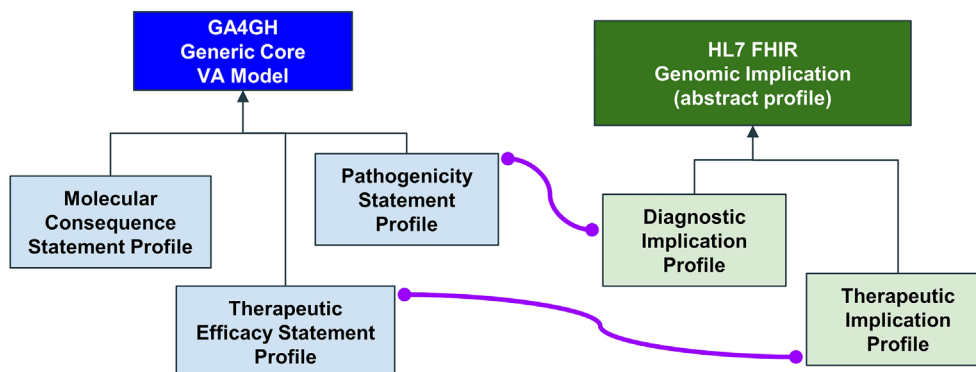 GA4GH
Generic Core
VA Model
HL7 FHIR
Genomic Implication
(abstract profile)
Molecular
Consequence
Statement Profile
Pathogenicity
Statement
Profile
Diagnostic
Implication
Profile
Therapeutic
Efficacy Statement
Profile
Therapeutic
Implication
Profile